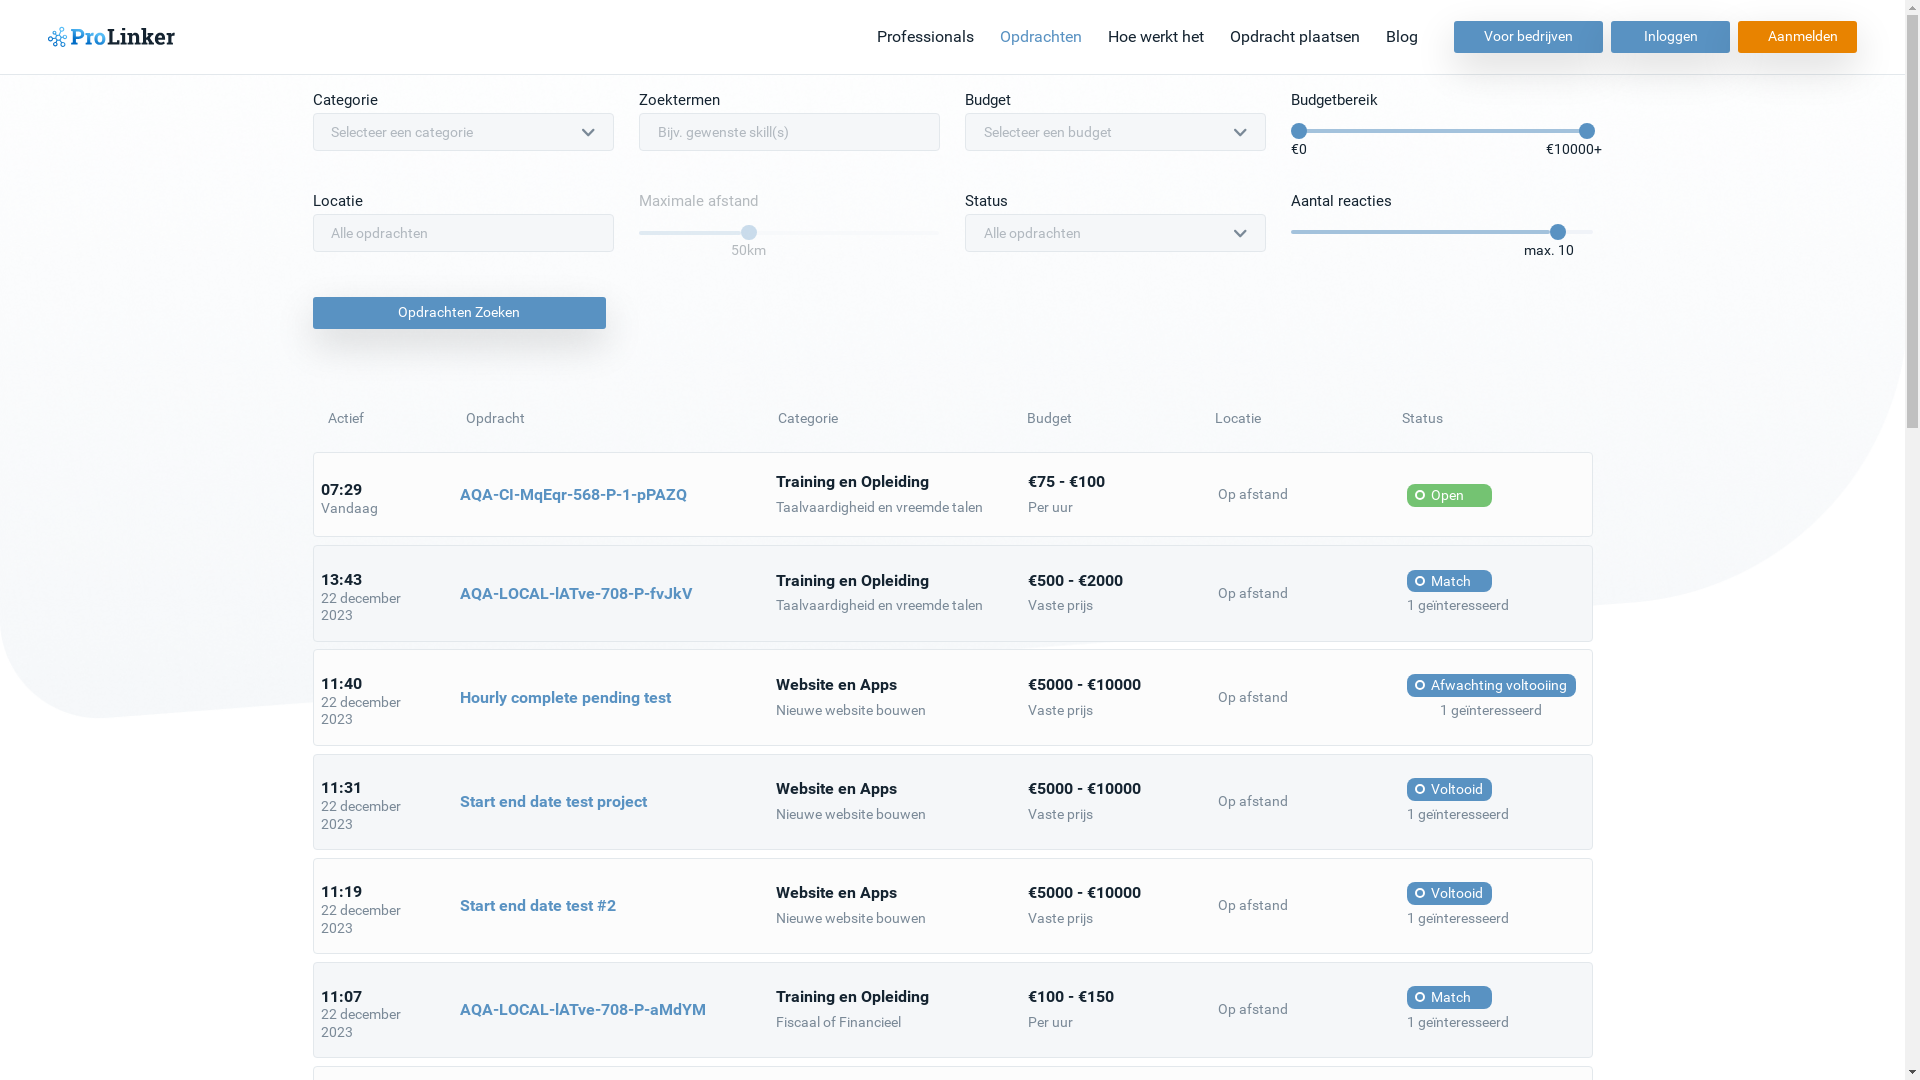 ProLinker
Professionals
Opdrachten
Hoe werkt het
Opdracht plaatsen
Blog
Voor bedrijven
Inloggen
Aanmelden
Categorie
Zoektermen
Budget
Budgetbereik
Selecteer een categorie
Bijv. gewenste skill(s)
Selecteer een budget
€0
€10000+
Locatie
Maximale afstand
Status
Aantal reacties
Alle opdrachten
50km
Alle opdrachten
max. 10
Opdrachten Zoeken
Actief
Opdracht
Categorie
Budget
Locatie
Status
07:29
Vandaag
AQA-CI-MqEqr-568-P-1-pPAZQ
Training en Opleiding
Taalvaardigheid en vreemde talen
€75 - €100
Per uur
Op afstand
Open
13:43
22 december
2023
AQA-LOCAL-lATve-708-P-fvJkV
Training en Opleiding
Taalvaardigheid en vreemde talen
€500 - €2000
Vaste prijs
Op afstand
Match
1 geïnteresseerd
11:40
22 december
2023
Hourly complete pending test
Website en Apps
Nieuwe website bouwen
€5000 - €10000
Vaste prijs
Op afstand
Afwachting voltooiing
1 geïnteresseerd
11:31
22 december
2023
Start end date test project
Website en Apps
Nieuwe website bouwen
€5000 - €10000
Vaste prijs
Op afstand
Voltooid
1 geïnteresseerd
11:19
22 december
2023
Start end date test #2
Website en Apps
Nieuwe website bouwen
€5000 - €10000
Vaste prijs
Op afstand
Voltooid
1 geïnteresseerd
11:07
22 december
2023
AQA-LOCAL-lATve-708-P-aMdYM
Training en Opleiding
Fiscaal of Financieel
€100 - €150
Per uur
Op afstand
Match
1 geïnteresseerd